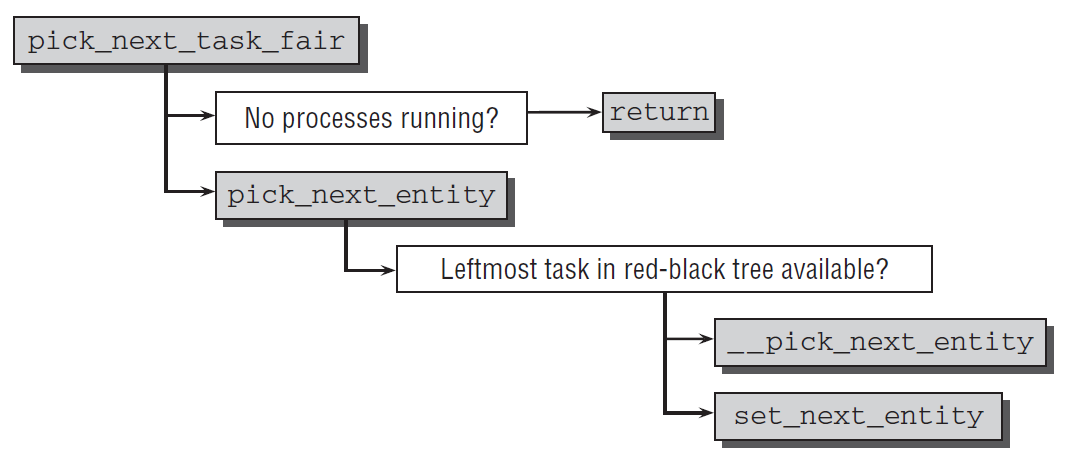 pick_next_task_fair
No processes running?
return
pick_next_entity
Leftmost task in red-black tree available?
__pick_next_entity
set_next_entity